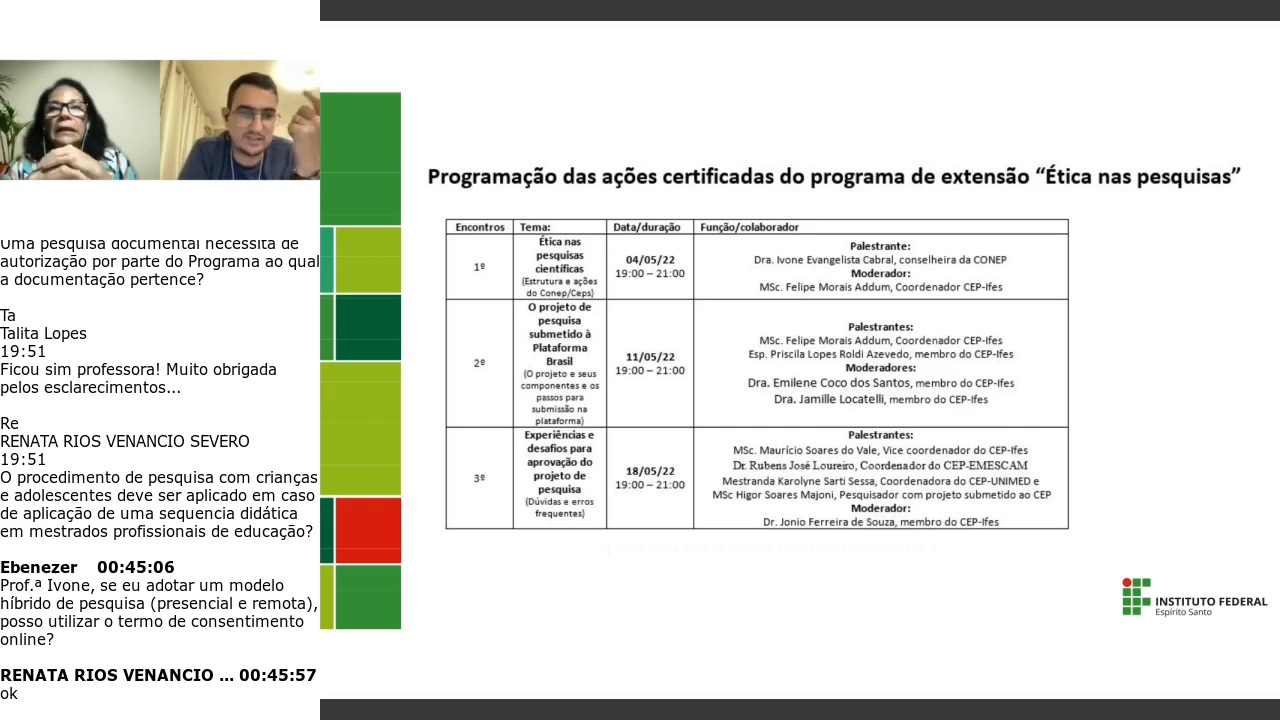 Uma pesquisa documental necessita de
autorização por parte do Programa ao qual
a documentação pertence?
Ta
Talita Lopes
19:51
Ficou sim professora! Muito obrigada
pelos esclarecimentos...
Re
RENATA RIOS VENANCIO SEVERO
19:51
O procedimento de pesquisa com crianças
e adolescentes deve ser aplicado em caso
de aplicação de uma sequencia didática
em mestrados profissionais de educação?
Ebenezer 00:45:06
Prof.ª Ivone, se eu adotar um modelo
híbrido de pesquisa (presencial e remota),
posso utilizar o termo de consentimento
online?
RENATA RIOS VENANCIO ... 00:45:57
ok
Programação das ações certificadas do programa de extensão “Ética nas pesquisas”
Encontros Tema: Data/duração Função/colaborador
1º
Ética nas
pesquisas
científicas
(Estrutura e ações
do Conep/Ceps)
04/05/22
19:00 – 21:00
Palestrante:
Dra. Ivone Evangelista Cabral, conselheira da CONEP
Moderador:
MSc. Felipe Morais Addum, Coordenador CEP-Ifes
2º
O projeto de
pesquisa
submetido à
Plataforma
Brasil
(O projeto e seus
componentes e os
passos para
submissão na
plataforma)
11/05/22
19:00 – 21:00
Palestrantes:
MSc. Felipe Morais Addum, Coordenador CEP-Ifes
Esp. Priscila Lopes Roldi Azevedo, membro do CEP-Ifes
Moderadores:
Dra. Emilene Coco dos Santos, membro do CEP-Ifes
Dra. Jamille Locatelli, membro do CEP-Ifes
3º
Experiências e
desafios para
aprovação do
projeto de
pesquisa
(Dúvidas e erros
frequentes)
18/05/22
19:00 – 21:00
Palestrantes:
MSc. Maurício Soares do Vale, Vice coordenador do CEP-Ifes
Dr. Rubens José Loureiro, Coordenador do CEP-EMESCAM
Mestranda Karolyne Sarti Sessa, Coordenadora do CEP-UNIMED e
MSc Higor Soares Majoni, Pesquisador com projeto submetido ao CEP
Moderador:
Dr. Jonio Ferreira de Souza, membro do CEP-Ifes
INSTITUTO FEDERAL
Espírito Santo